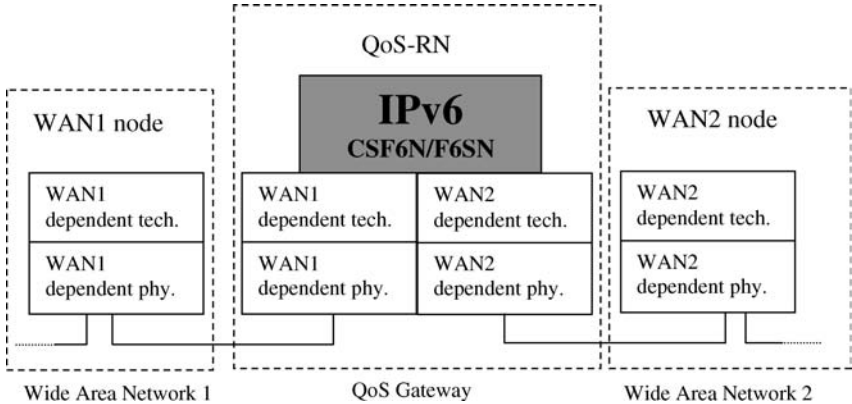 QoS-RN
WAN1 node
IPv6
CSF6N/F6SN
WAN2 node
WAN1
dependent tech.
WAN1
dependent phy.
WAN1
dependent tech.
WAN2
dependent tech.
WAN1
dependent phy.
WAN2
dependent phy.
WAN2
dependent tech.
WAN2
dependent phy.
Wide Area Network 1
QoS Gateway
Wide Area Network 2